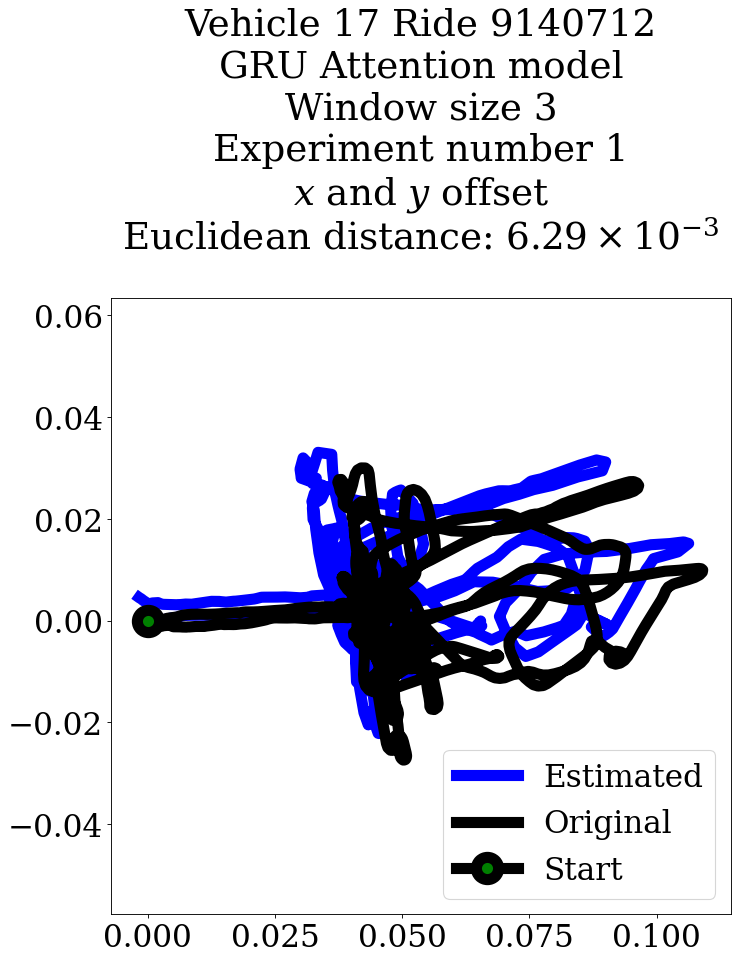 Vehicle 17 Ride 9140712
GRU Attention model
Window size 3
Experiment number 1
x and y offset
Euclidean distance: 6.29 × 10⁻³
0.06
0.04
0.02
0.00
−0.02
−0.04
Estimated
Original
Start
0.000 0.025 0.050 0.075 0.100